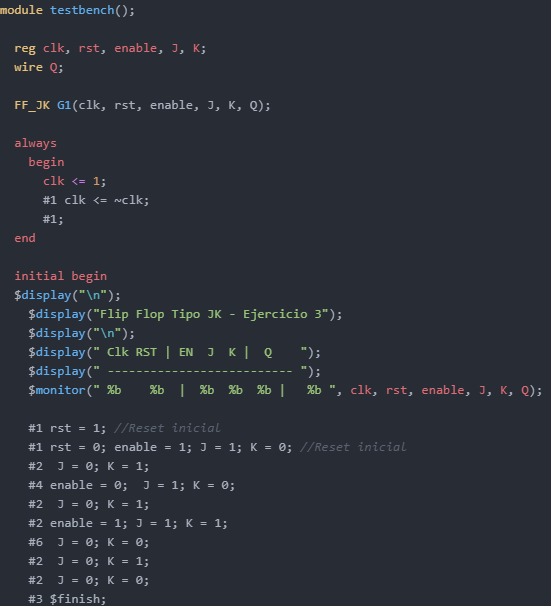 module testbench();
reg clk, rst, enable, J, K;
wire Q;
FF_JK G1(clk, rst, enable, J, K, Q);
always
begin
clk <= 1;
#1 clk <= ~clk;
#1;
end
initial begin
$display("\n");
$display("Flip Flop Tipo JK - Ejercicio 3");
$display("\n");
$display(" Clk RST | EN  J  K |  Q    ");
$display(" -------------------------- ");
$monitor(" %b    %b  |  %b  %b  %b |   %b ", clk, rst, enable, J, K, Q);
#1 rst = 1; //Reset inicial
#1 rst = 0; enable = 1; J = 1; K = 0; //Reset inicial
#2  J = 0; K = 1;
#4 enable = 0;  J = 1; K = 0;
#2  J = 0; K = 1;
#2 enable = 1; J = 1; K = 1;
#6  J = 0; K = 0;
#2  J = 0; K = 1;
#2  J = 0; K = 0;
#3 $finish;